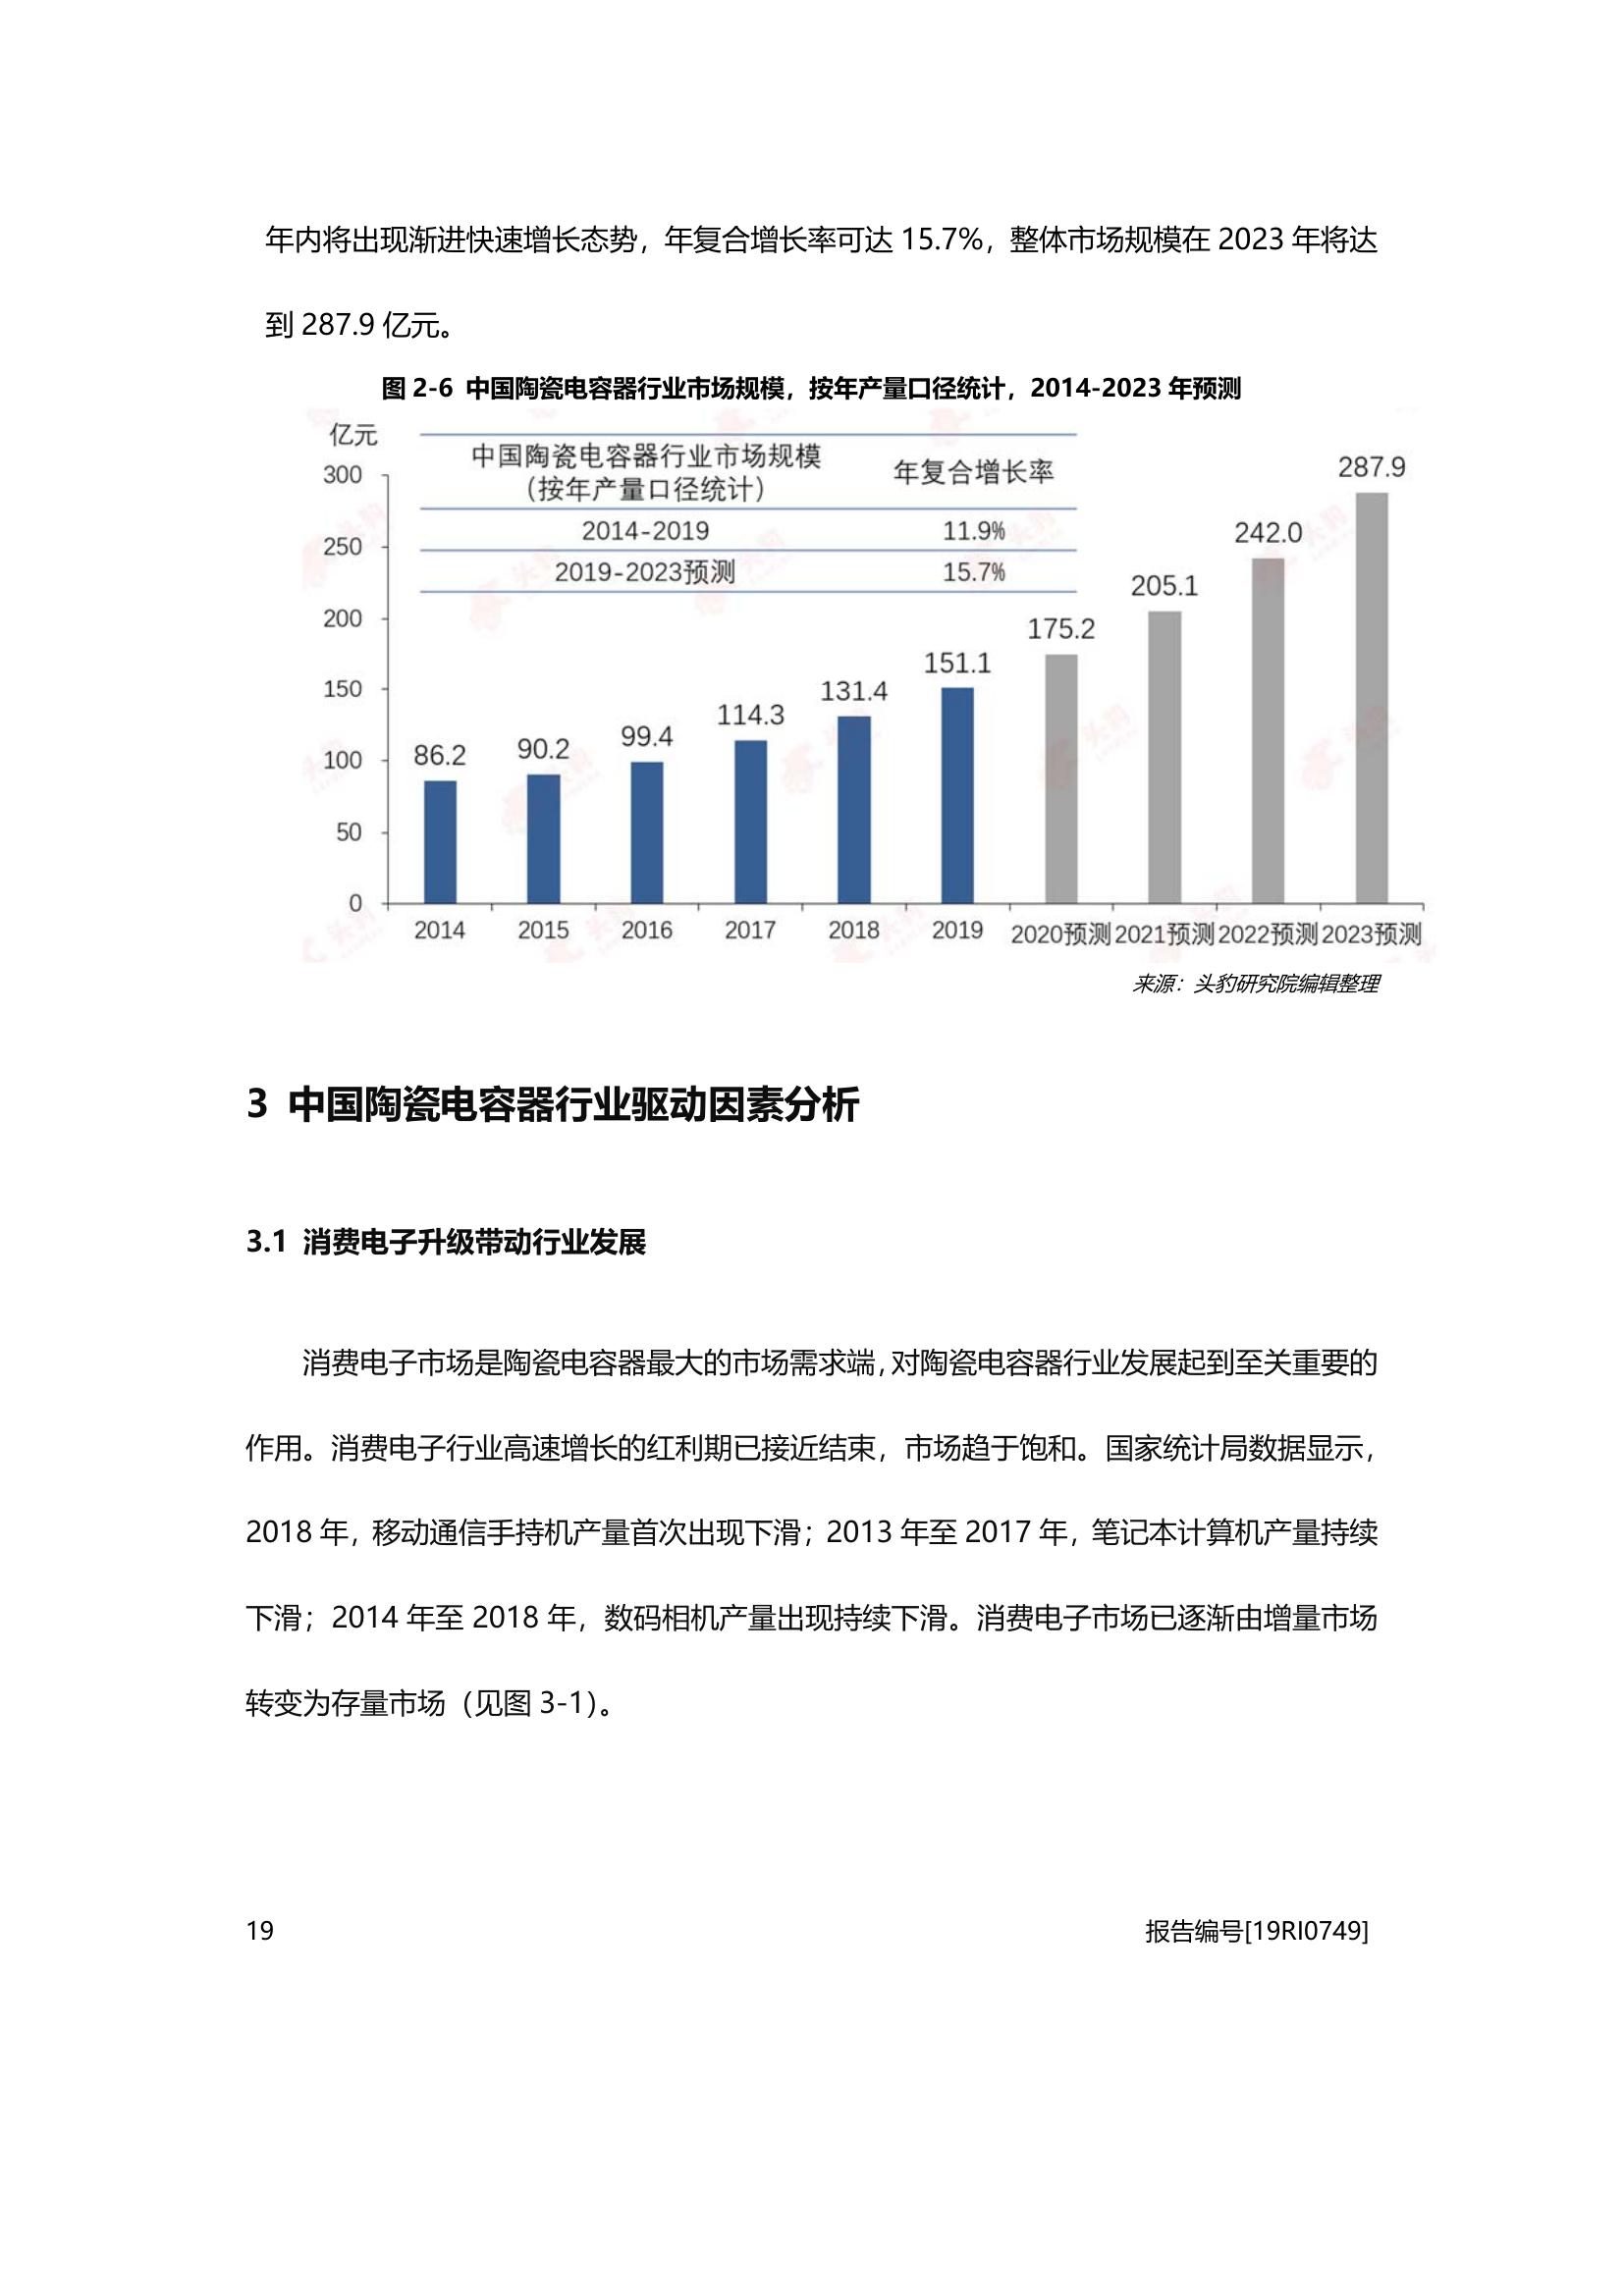 年内将出现渐进快速增长态势，年复合增长率可达 15.7%，整体市场规模在 2023 年将达
到 287.9 亿元。
图 2-6 中国陶瓷电容器行业市场规模，按年产量口径统计，2014-2023 年预测
亿元
中国陶瓷电容器行业市场规模
（按年产量口径统计）
年复合增长率
2014-2019 11.9%
2019-2023预测 15.7%
300
250
200
150
100
50
0
86.2
90.2
99.4
114.3
131.4
151.1
175.2
205.1
242.0
287.9
2014 2015 2016 2017 2018 2019 2020预测 2021预测 2022预测 2023预测
来源：头豹研究院编辑整理
3 中国陶瓷电容器行业驱动因素分析
3.1 消费电子升级带动行业发展
消费电子市场是陶瓷电容器最大的市场需求端，对陶瓷电容器行业发展起到至关重要的
作用。消费电子行业高速增长的红利期已接近结束，市场趋于饱和。国家统计局数据显示，
2018 年，移动通信手持机产量首次出现下滑；2013 年至 2017 年，笔记本计算机产量持续
下滑；2014 年至 2018 年，数码相机产量出现持续下滑。消费电子市场已逐渐由增量市场
转变为存量市场（见图 3-1）。
19
报告编号[19RI0749]